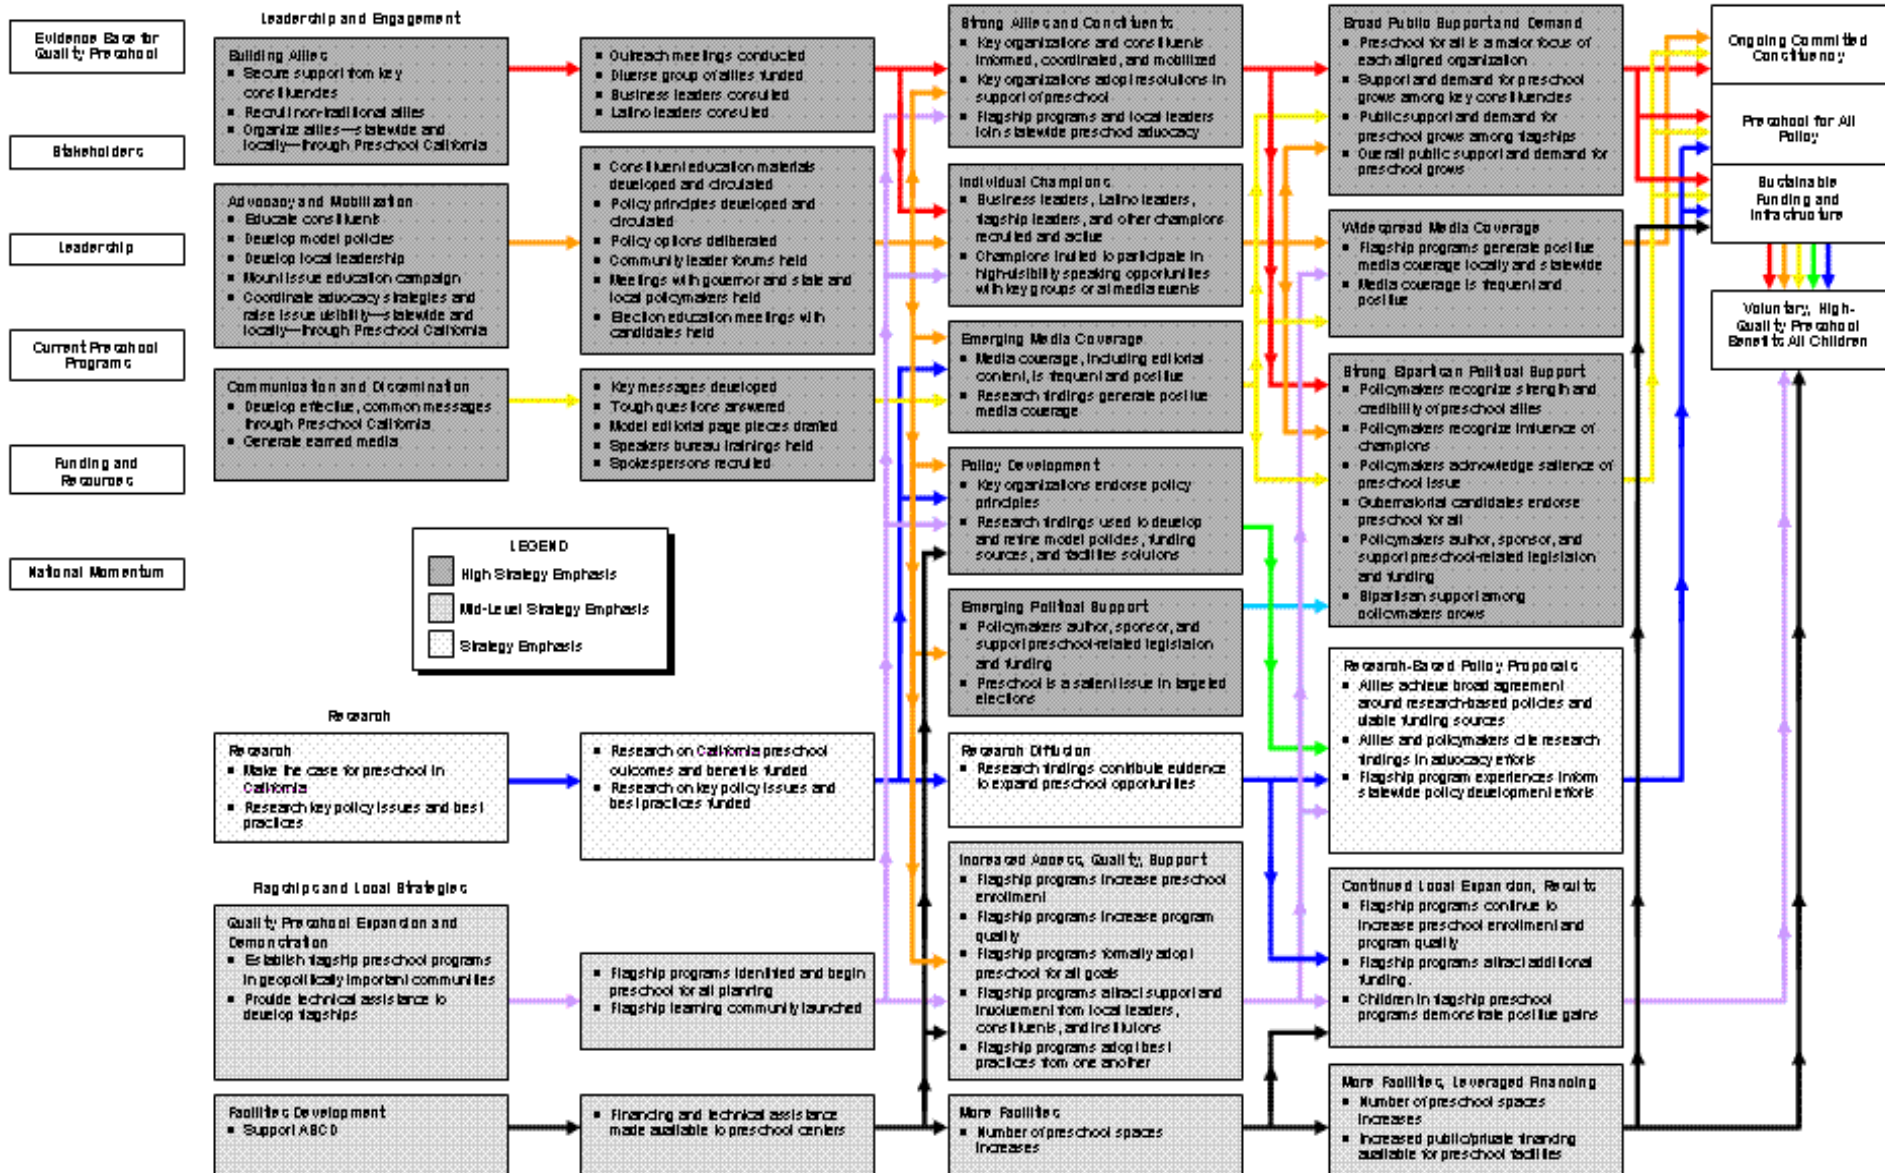 Evidence Base for
Quality Preschool
Stakeholders
Leadership
Current Preschool
Programs
Funding and
Resources
National Momentum
Leadership and Engagement
Building Allies
▪ Secure support from key
constituencies
▪ Recruit non-traditional allies
▪ Organize allies—statewide and
locally—through Preschool California
Advocacy and Mobilization
▪ Educate constituents
▪ Develop model policies
▪ Develop local leadership
▪ Mount issue education campaign
▪ Coordinate advocacy strategies and
raise issue visibility—statewide and
locally—through Preschool California
Communication and Dissemination
▪ Develop effective, common messages
through Preschool California
▪ Generate earned media
LEGEND
High Strategy Emphasis
Mid-Level Strategy Emphasis
Strategy Emphasis
Research
Research
▪ Make the case for preschool in
California
▪ Research key policy issues and best
practices
Flagships and Local Strategies
Quality Preschool Expansion and
Demonstration
▪ Establish flagship preschool programs
in geopolitically important communities
▪ Provide technical assistance to
develop flagships
Facilities Development
▪ Support ABCD
▪ Outreach meetings conducted
▪ Diverse group of allies funded
▪ Business leaders consulted
▪ Latino leaders consulted
▪ Constituent education materials
developed and circulated
▪ Policy principles developed and
circulated
▪ Policy options deliberated
▪ Community leader forums held
▪ Meetings with governor and state and
local policymakers held
▪ Election education meetings with
candidates held
▪ Key messages developed
▪ Tough questions answered
▪ Model editorial page pieces drafted
▪ Speakers bureau trainings held
▪ Spokespersons recruited
▪ Research on California preschool
outcomes and benefits funded
▪ Research on key policy issues and
best practices funded
▪ Flagship programs identified and begin
preschool for all planning
▪ Flagship learning community launched
▪ Financing and technical assistance
made available to preschool centers
Strong Allies and Constituents
▪ Key organizations and constituents
informed, coordinated, and mobilized
▪ Key organizations adopt resolutions in
support of preschool
▪ Flagship programs and local leaders
join statewide preschool advocacy
Individual Champions
▪ Business leaders, Latino leaders,
flagship leaders, and other champions
recruited and active
▪ Champions invited to participate in
high-visibility speaking opportunities
with key groups or at media events
Emerging Media Coverage
▪ Media coverage, including editorial
content, is frequent and positive
▪ Research findings generate positive
media coverage
Policy Development
▪ Key organizations endorse policy
principles
▪ Research findings used to develop
and refine model policies, funding
sources, and facilities solutions
Emerging Political Support
▪ Policymakers author, sponsor, and
support preschool-related legislation
and funding
▪ Preschool is a salient issue in targeted
elections
Research Diffusion
▪ Research findings contribute evidence
to expand preschool opportunities
Increased Access, Quality, Support
▪ Flagship programs increase preschool
enrollment
▪ Flagship programs increase program
quality
▪ Flagship programs formally adopt
preschool for all goals
▪ Flagship programs attract support and
involvement from local leaders,
constituents, and institutions
▪ Flagship programs adopt best
practices from one another
More Facilities
▪ Number of preschool spaces
increases
Broad Public Support and Demand
▪ Preschool for all is a major focus of
each aligned organization
▪ Support and demand for preschool
grows among key constituencies
▪ Public support and demand for
preschool grows among flagships
▪ Overall public support and demand for
preschool grows
Widespread Media Coverage
▪ Flagship programs generate positive
media coverage locally and statewide
▪ Media coverage is frequent and
positive
Strong Bipartisan Political Support
▪ Policymakers recognize strength and
credibility of preschool allies
▪ Policymakers recognize influence of
champions
▪ Policymakers acknowledge salience of
preschool issue
▪ Gubernatorial candidates endorse
preschool for all
▪ Policymakers author, sponsor, and
support preschool-related legislation
and funding
▪ Bipartisan support among
policymakers grows
Research-Based Policy Proposals
▪ Allies achieve broad agreement
around research-based policies and
viable funding sources
▪ Allies and policymakers cite research
findings in advocacy efforts
▪ Flagship program experiences inform
statewide policy development efforts
Continued Local Expansion, Results
▪ Flagship programs continue to
increase preschool enrollment and
program quality
▪ Flagship programs attract additional
funding.
▪ Children in flagship preschool
programs demonstrate positive gains
More Facilities, Leveraged Financing
▪ Number of preschool spaces
increases
▪ Increased public/private financing
available for preschool facilities
Ongoing Committed
Constituency
Preschool for All
Policy
Sustainable
Funding and
Infrastructure
Voluntary, High-
Quality Preschool
Benefits All Children